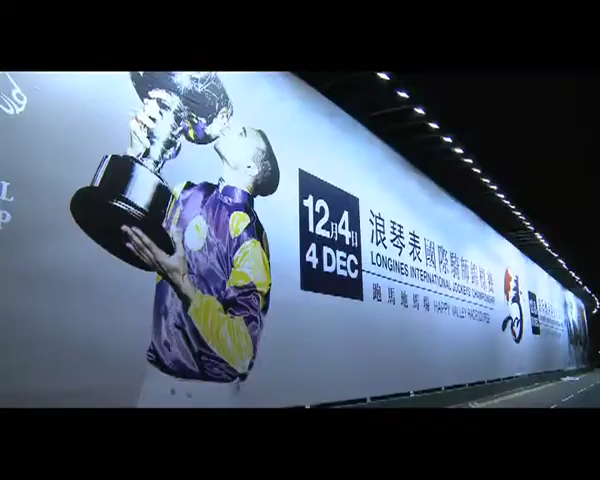 L
P
12月4日
4 DEC
浪琴表國際騎師錦標賽
LONGINES INTERNATIONAL JOCKEYS' CHAMPIONSHIP
跑馬地馬場 HAPPY VALLEY RACECOURSE